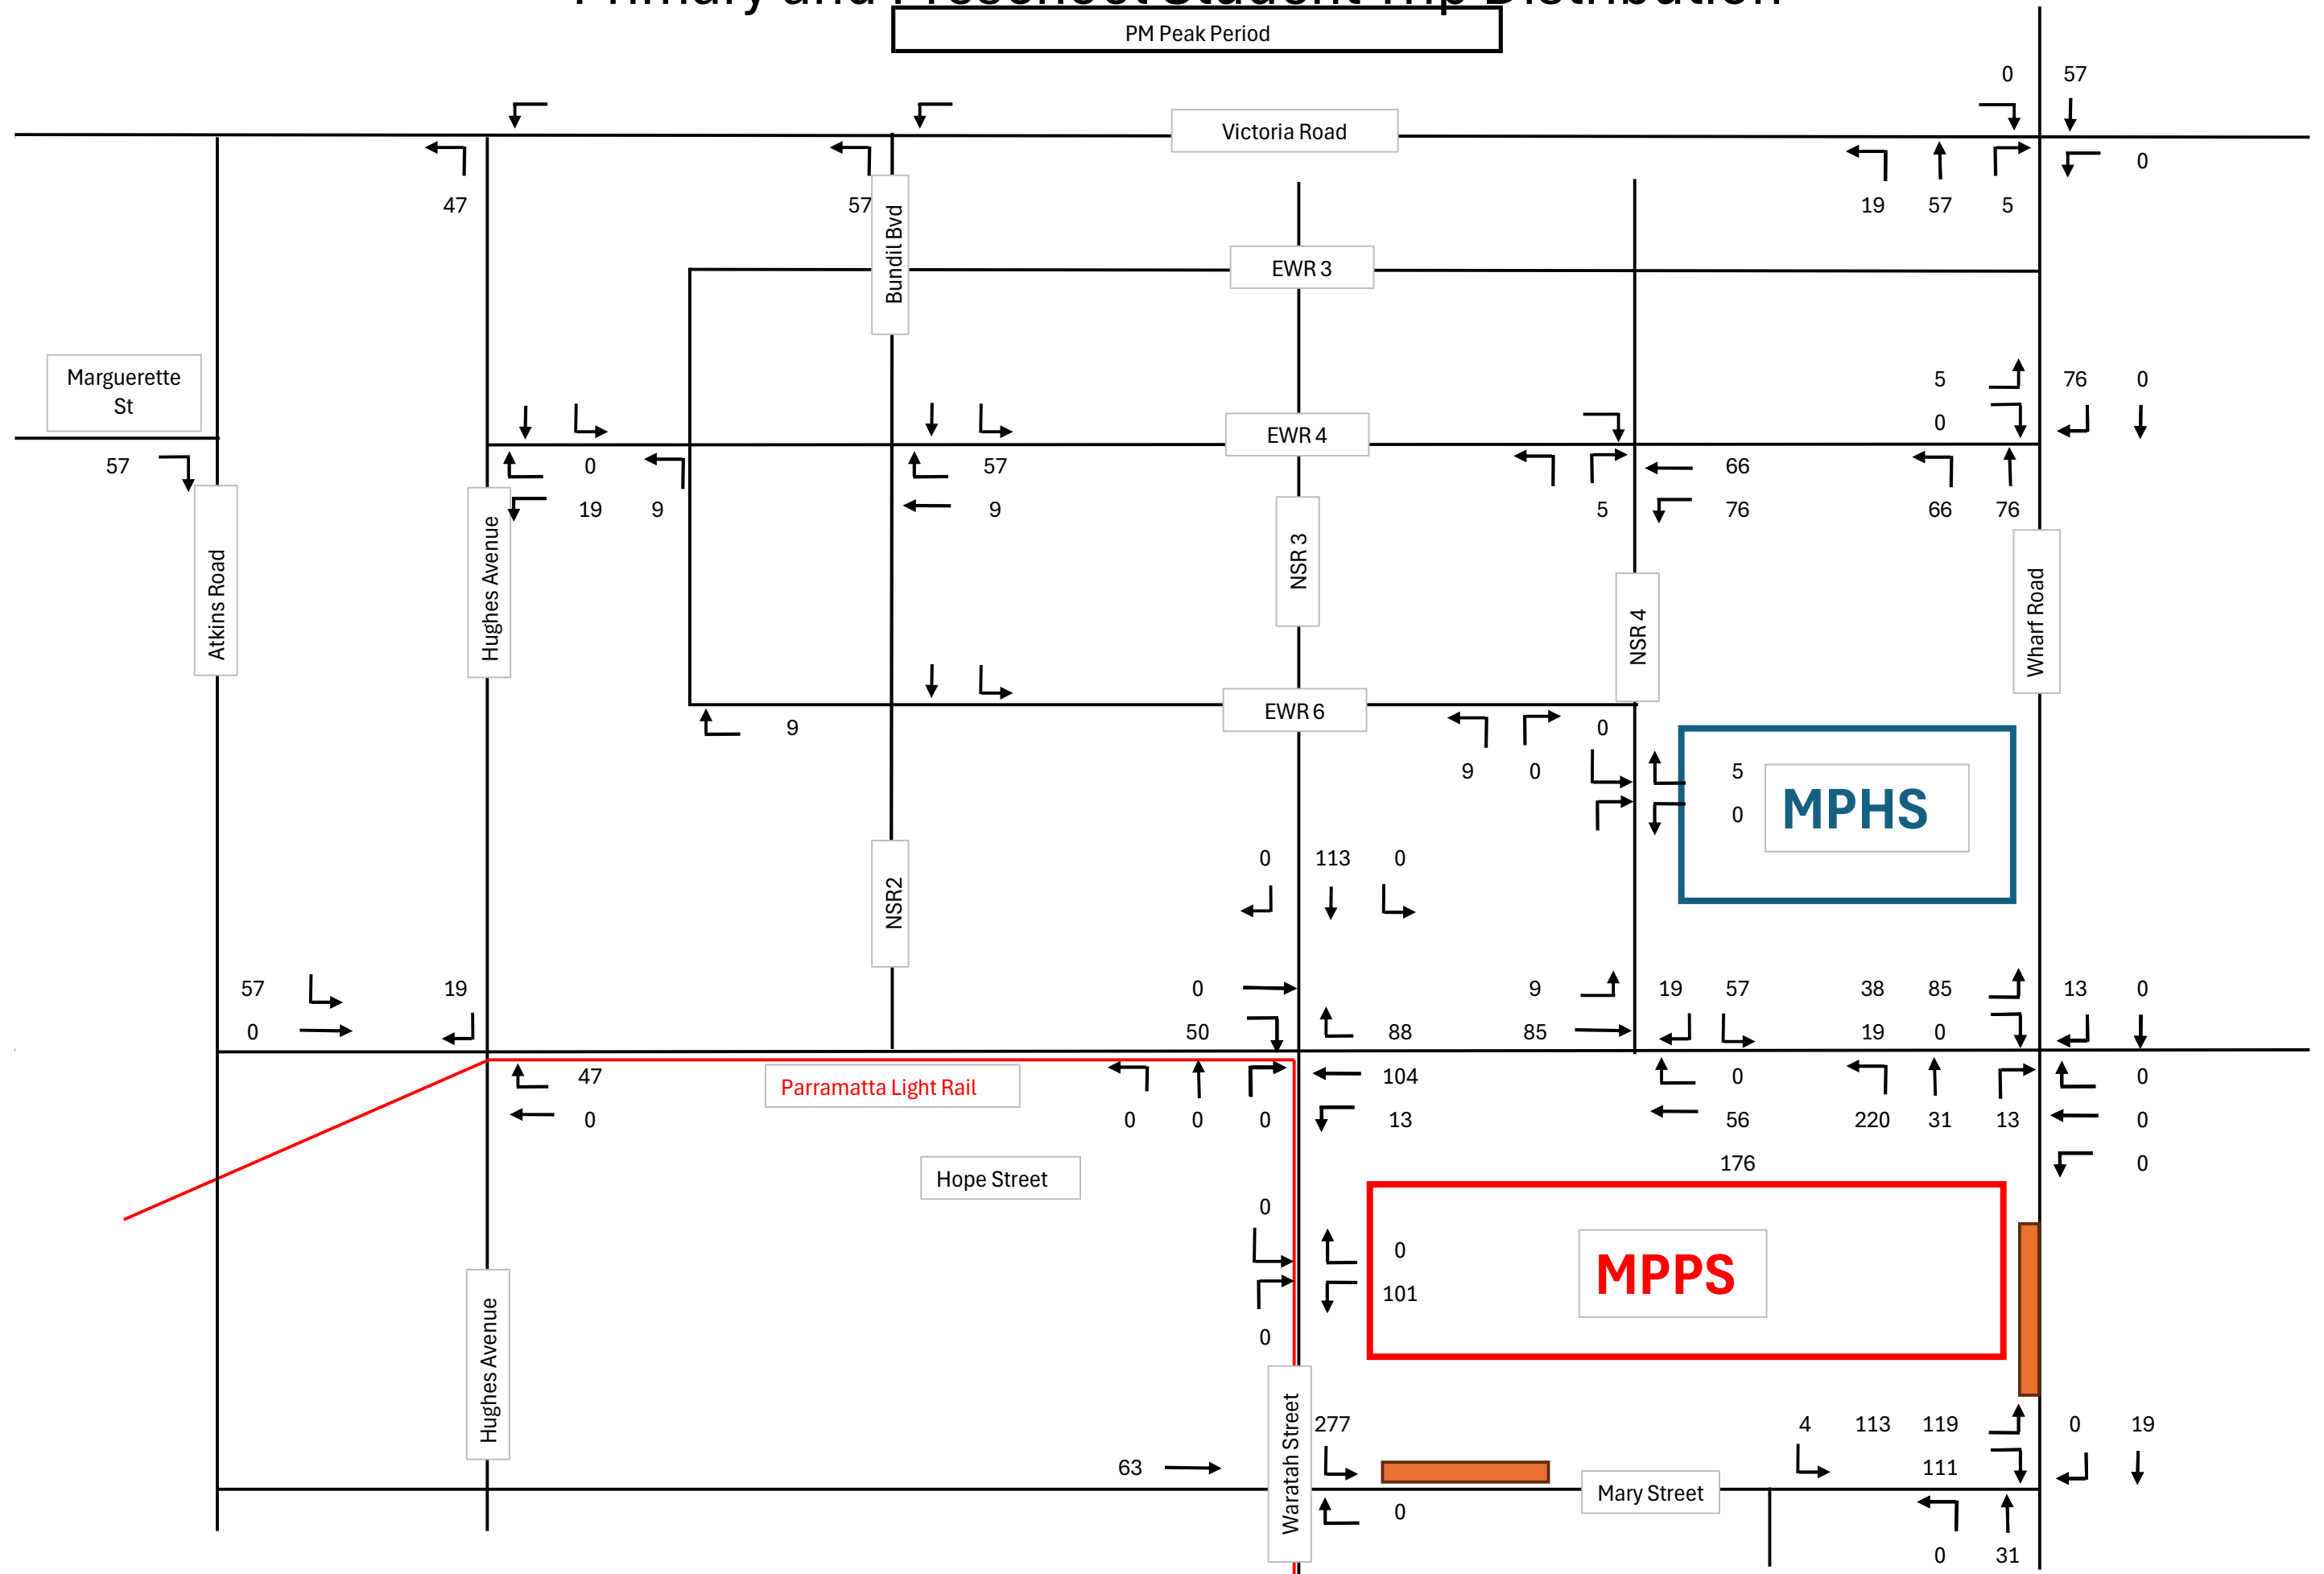 Primary and Preschool Student Trip Distribution
PM Peak Period
0 57
Victoria Road
0
47
57
19 57 5
Bundil Bvd
EWR 3
Marguerette
St
5 76 0
0
EWR 4
57
0
57
66
19 9
9
5
76
66 76
Atkins Road
Hughes Avenue
NSR 3
NSR 4
Wharf Road
EWR 6
9
0
9 0
5
0
MPHS
0 113 0
NSR2
57 19
0 9 19 57 38 85 13 0
0
50 88 85 19 0
47
Parramatta Light Rail
104 0 0
0
0 0 0 13 56 220 31 13 0
176 0
Hope Street
0
0
MPPS
101
0
Hughes Avenue
Waratah Street
277
4 113 119 0 19
63
111
Mary Street
0
0 31